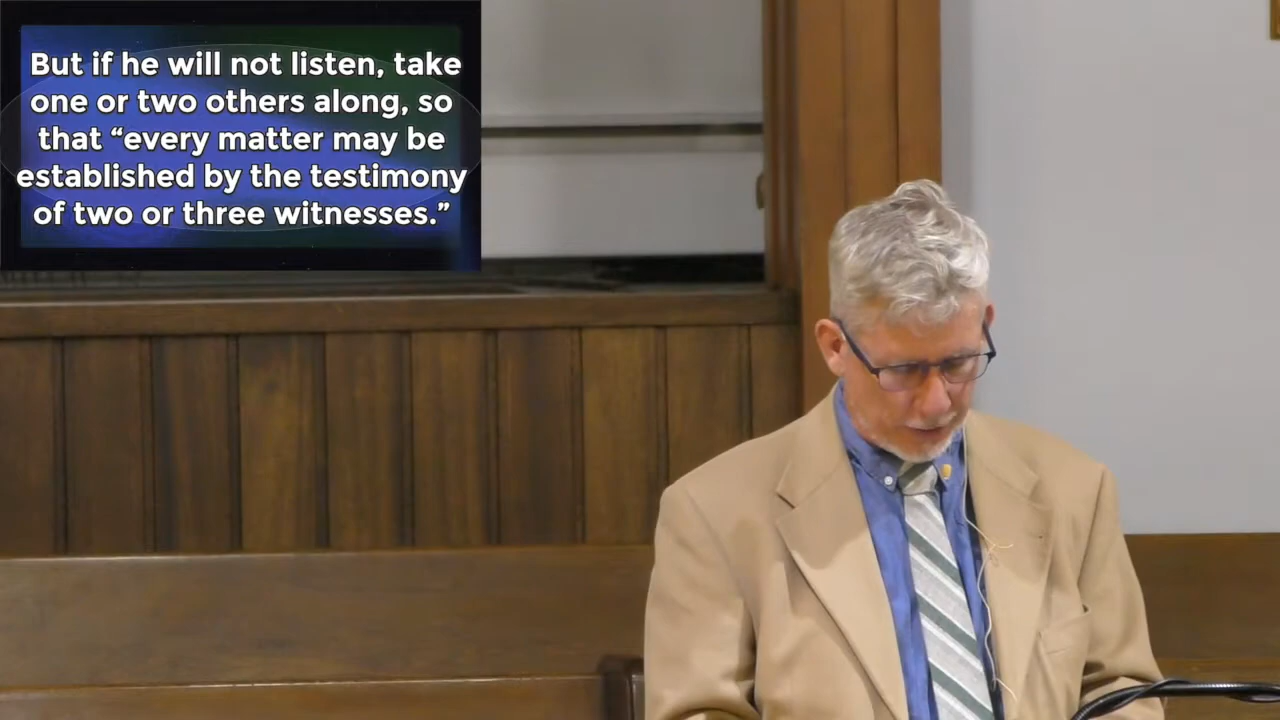 But if he will not listen, take
one or two others along, so
that “every matter may be
established by the testimony
of two or three witnesses.”